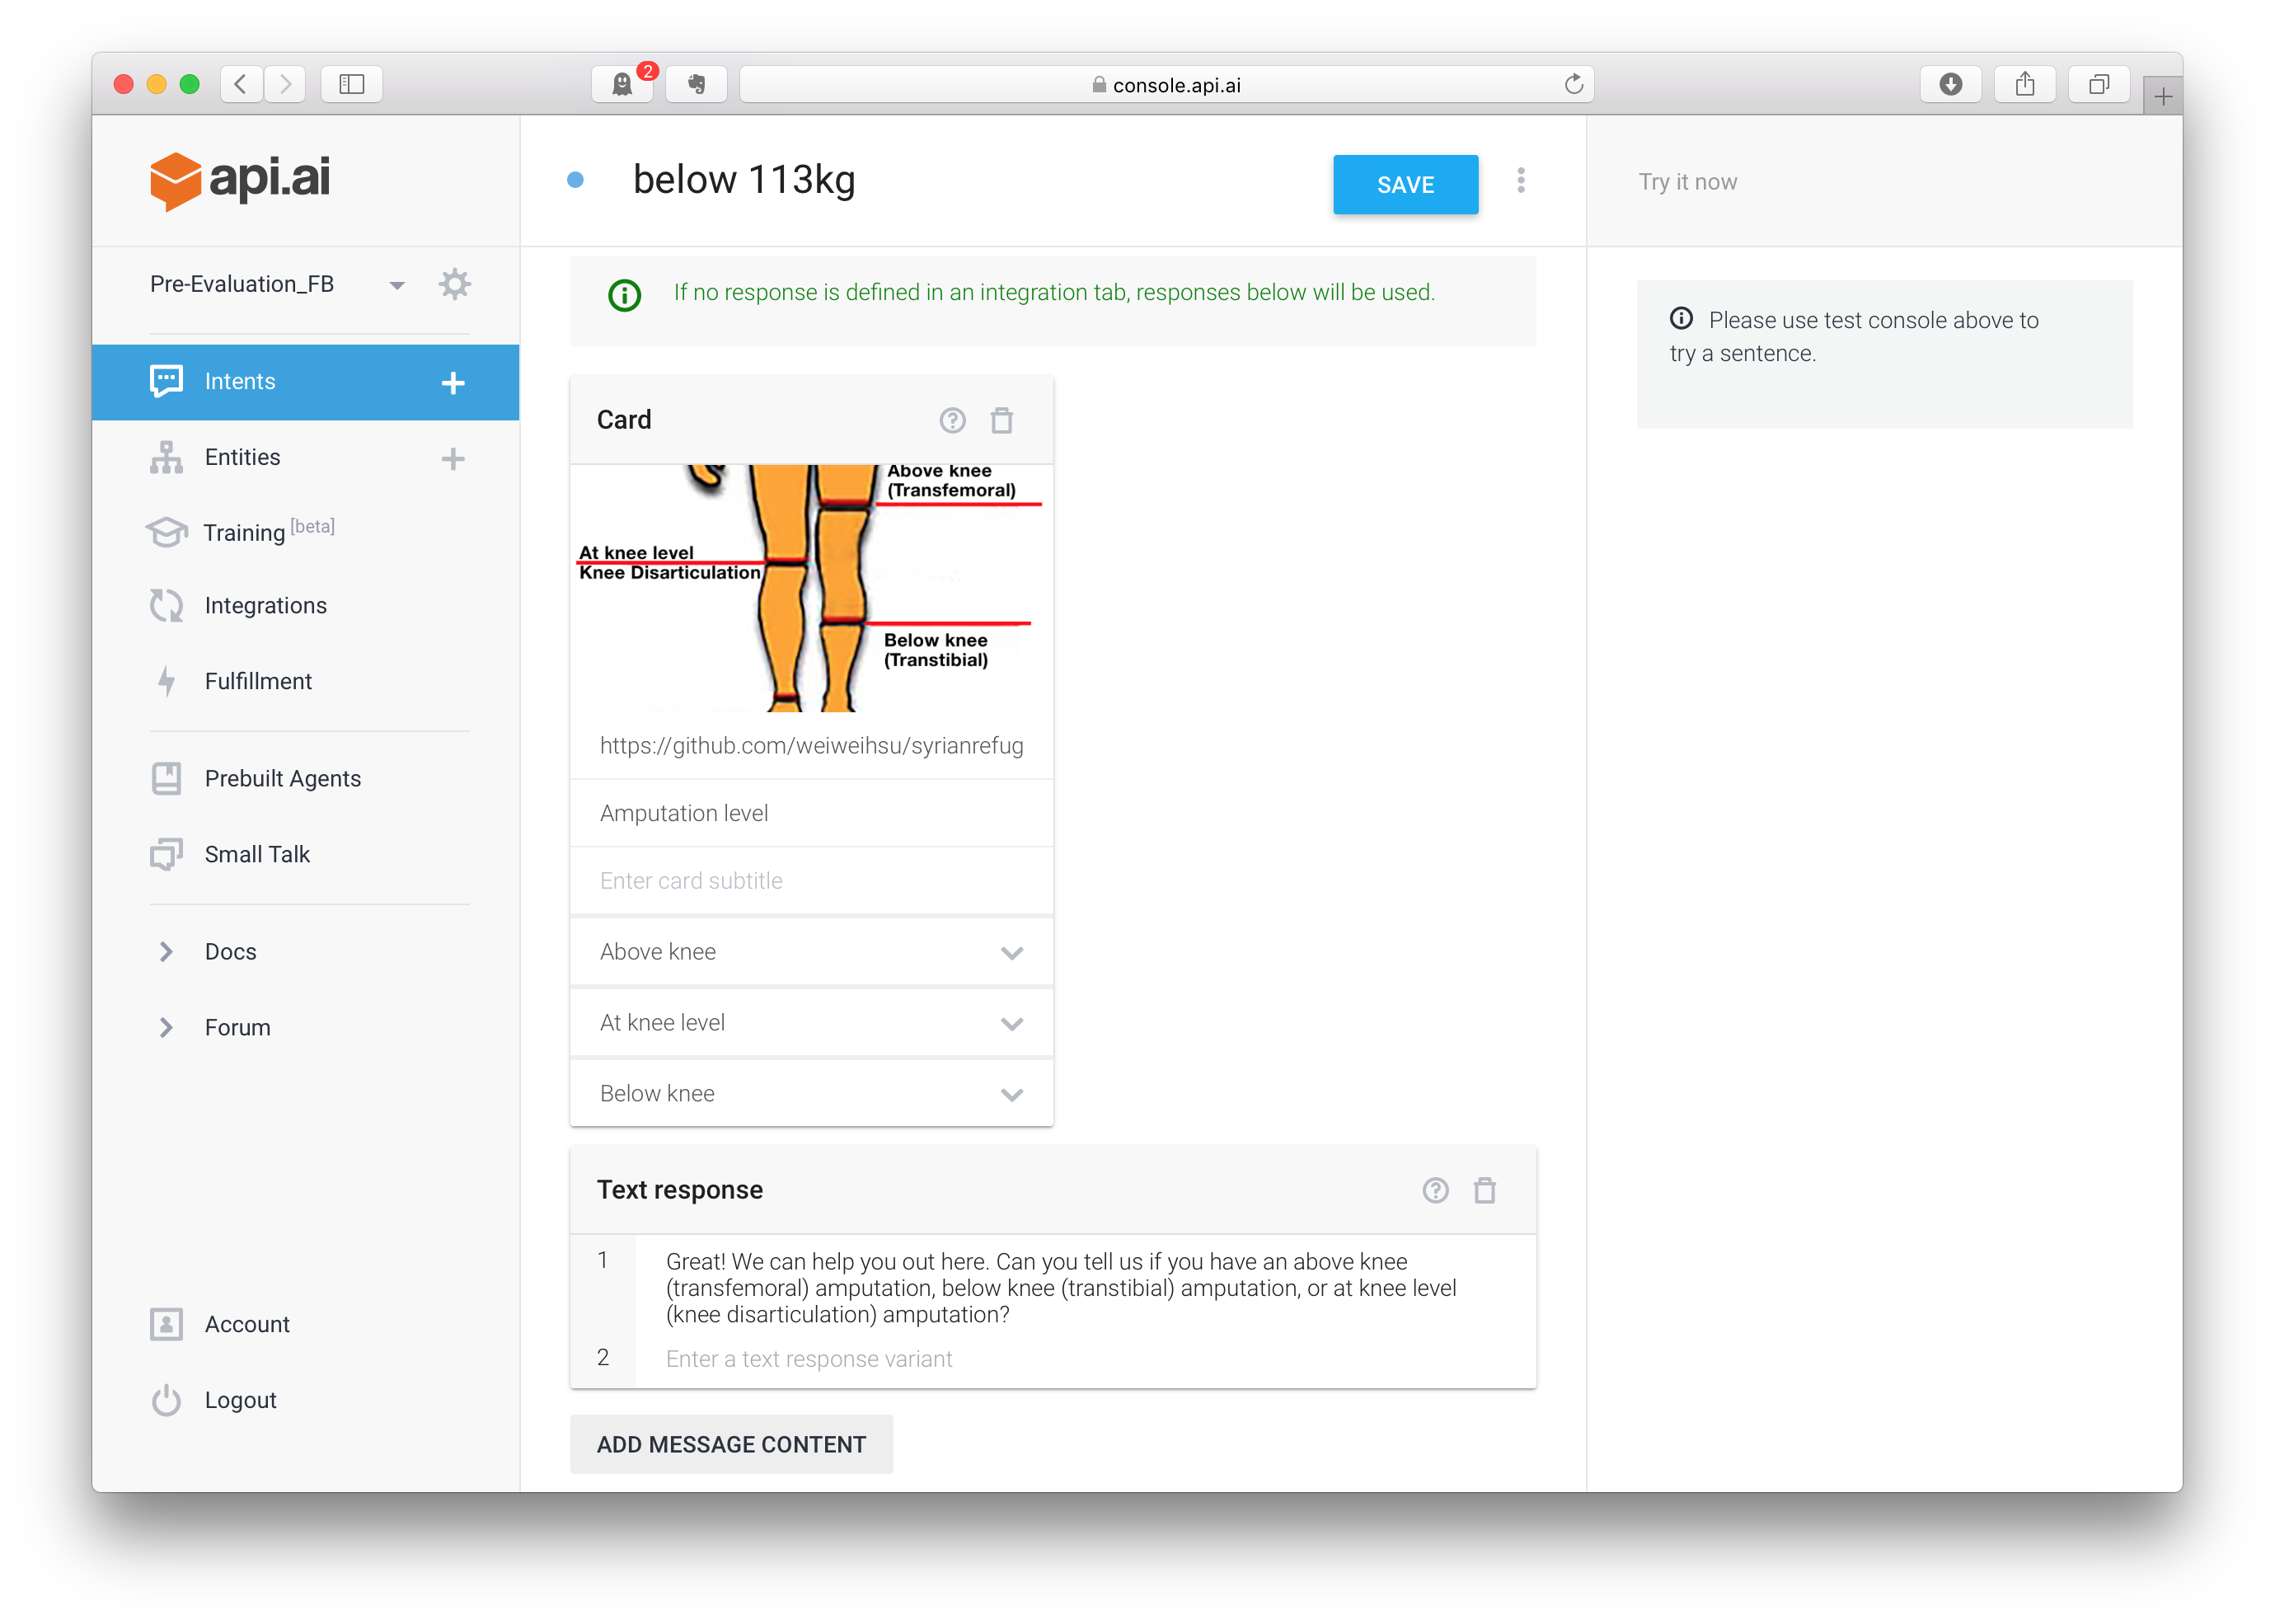 2
console.api.ai
api.ai
below 113kg
SAVE
Try it now
Pre-Evaluation_FB
Intents
Entities
Training [beta]
Integrations
Fulfillment
Prebuilt Agents
Small Talk
Docs
Forum
Account
Logout
If no response is defined in an integration tab, responses below will be used.
Card
Above knee
(Transfemoral)
At knee level
Knee Disarticulation
Below knee
(Transtibial)
https://github.com/weiweihsu/syrianrefug
Amputation level
Enter card subtitle
Above knee
At knee level
Below knee
Text response
1
Great! We can help you out here. Can you tell us if you have an above knee
(transfemoral) amputation, below knee (transtibial) amputation, or at knee level
(knee disarticulation) amputation?
2
Enter a text response variant
ADD MESSAGE CONTENT
Please use test console above to
try a sentence.